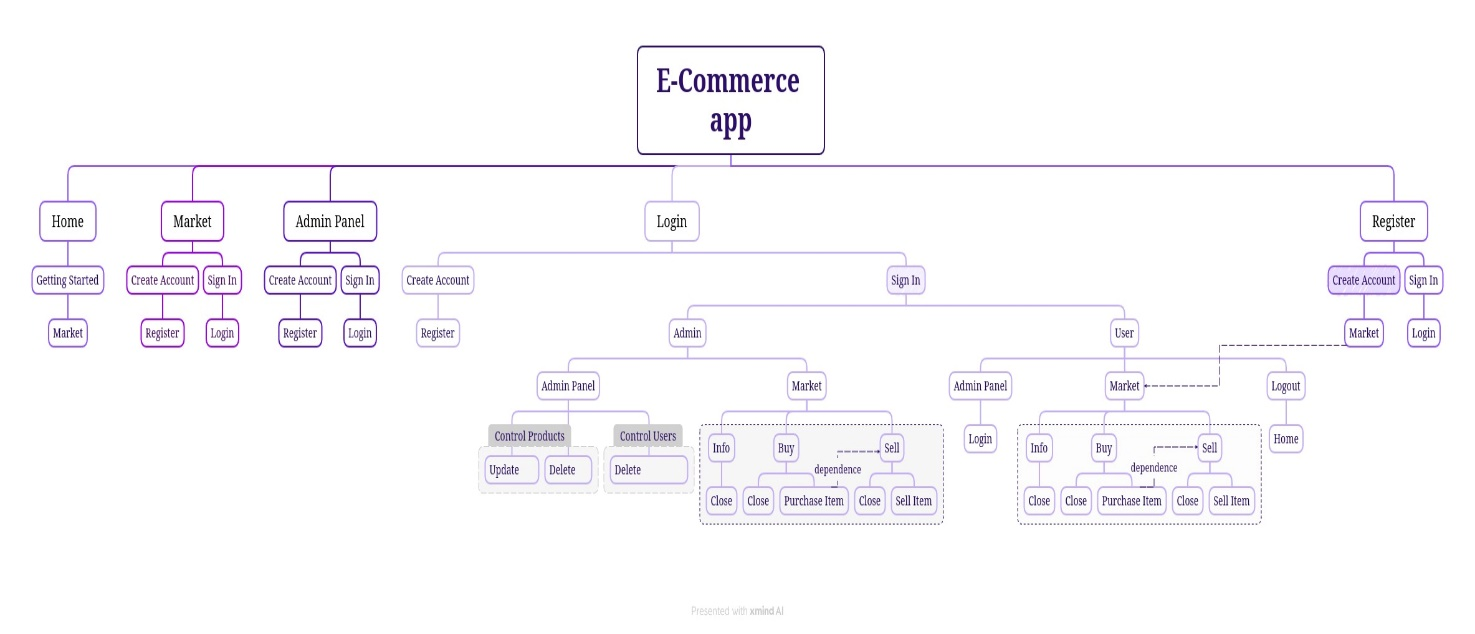 E-Commerce
app
Home
Market
Admin Panel
Login
Register
Getting Started
Create Account
Sign In
Create Account
Sign In
Create Account
Sign In
Create Account
Sign In
Market
Register
Login
Register
Login
Register
Admin
User
Market
Login
Admin Panel
Market
Admin Panel
Market
Logout
Control Products
Control Users
Info
Buy
Sell
Login
Info
Buy
Sell
Home
Update
Delete
Delete
dependence
dependence
Close
Close
Purchase Item
Close
Sell Item
Close
Close
Purchase Item
Close
Sell Item
Presented with xmind AI